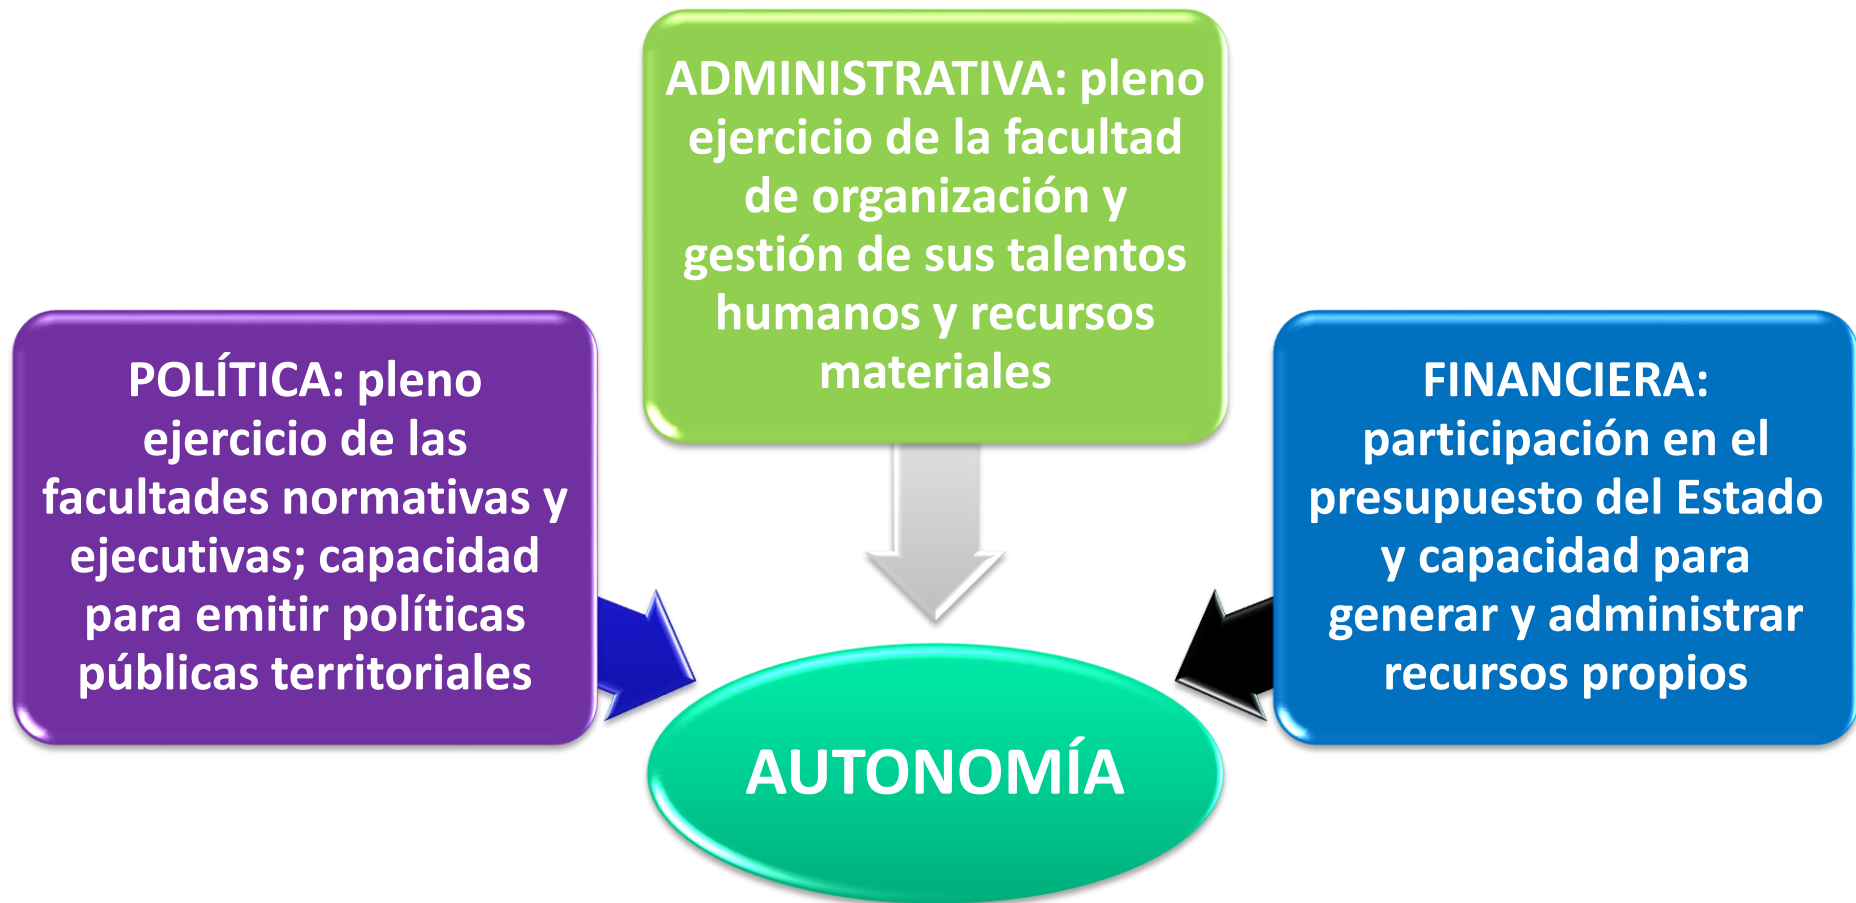 ADMINISTRATIVA: pleno
ejercicio de la facultad
de organización y
gestión de sus talentos
humanos y recursos
materiales
POLÍTICA: pleno
ejercicio de las
facultades normativas y
ejecutivas; capacidad
para emitir políticas
públicas territoriales
FINANCIERA:
participación en el
presupuesto del Estado
y capacidad para
generar y administrar
recursos propios
AUTONOMÍA